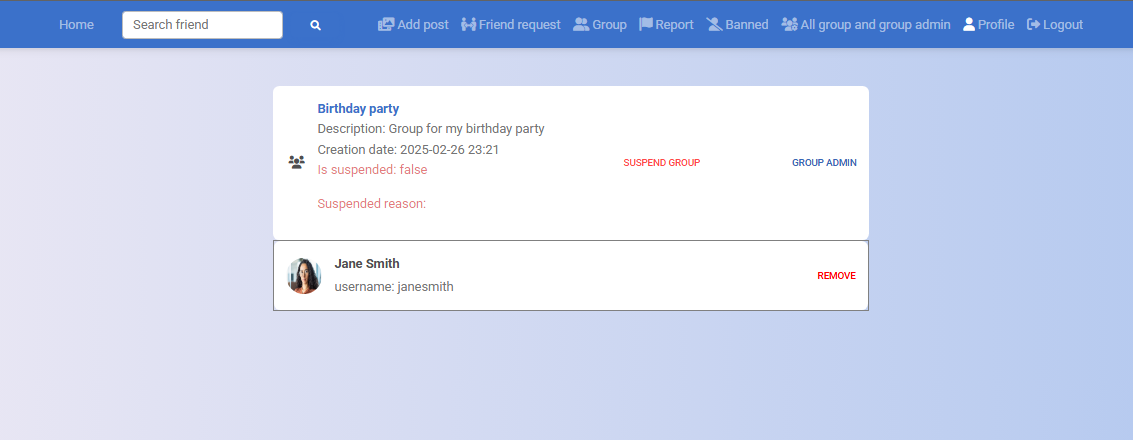 Home Search friend Add post Friend request Group Report Banned All group and group admin Profile Logout
Birthday party
Description: Group for my birthday party
Creation date: 2025-02-26 23:21
Is suspended: false
SUSPEND GROUP GROUP ADMIN
Suspended reason:
Jane Smith
username: janesmith
REMOVE